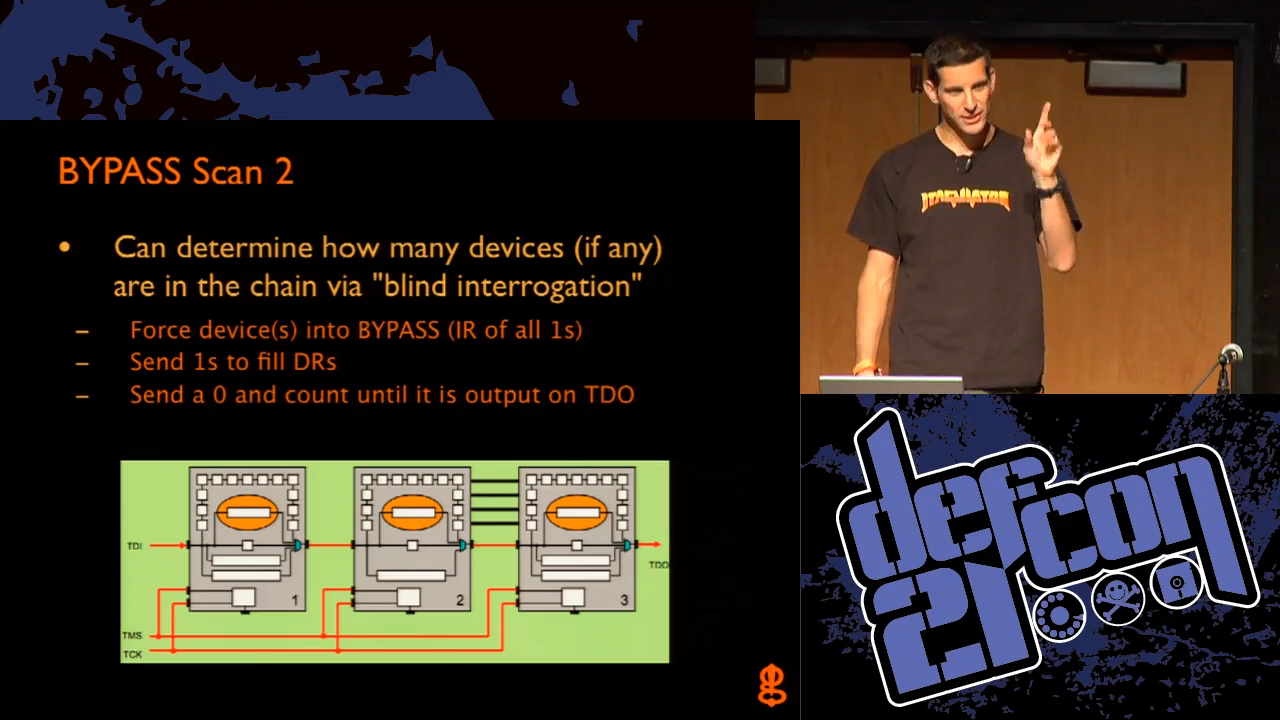 BYPASS Scan 2
• Can determine how many devices (if any)
are in the chain via "blind interrogation"
– Force device(s) into BYPASS (IR of all 1s)
– Send 1s to fill DRs
– Send a 0 and count until it is output on TDO
TDI
TDO
1
2
3
TMS
TCK
JTAGULATOR
defcon
21